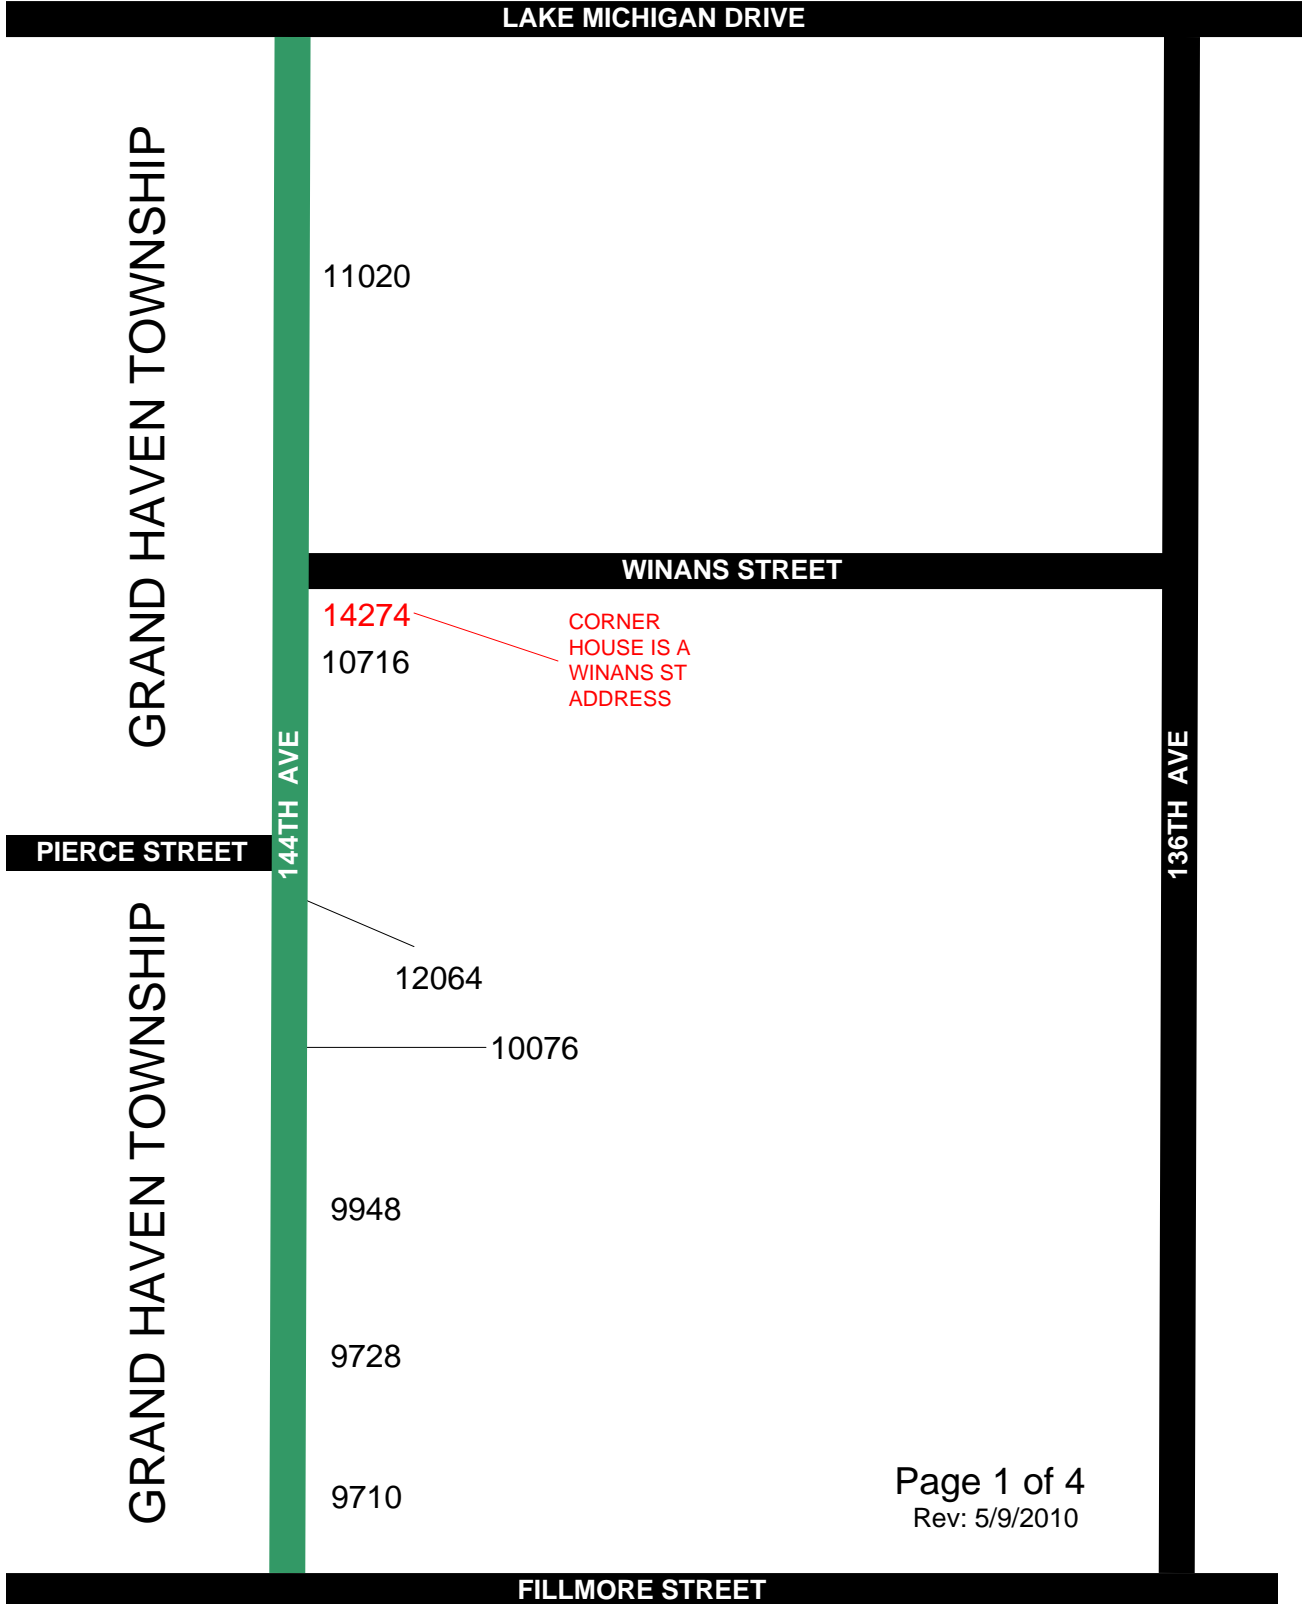 LAKE MICHIGAN DRIVE
GRAND HAVEN TOWNSHIP
11020
WINANS STREET
14274
CORNER
HOUSE IS A
WINANS ST
ADDRESS
10716
144TH AVE
136TH AVE
PIERCE STREET
GRAND HAVEN TOWNSHIP
12064
10076
9948
9728
9710
Page 1 of 4
Rev: 5/9/2010
FILLMORE STREET